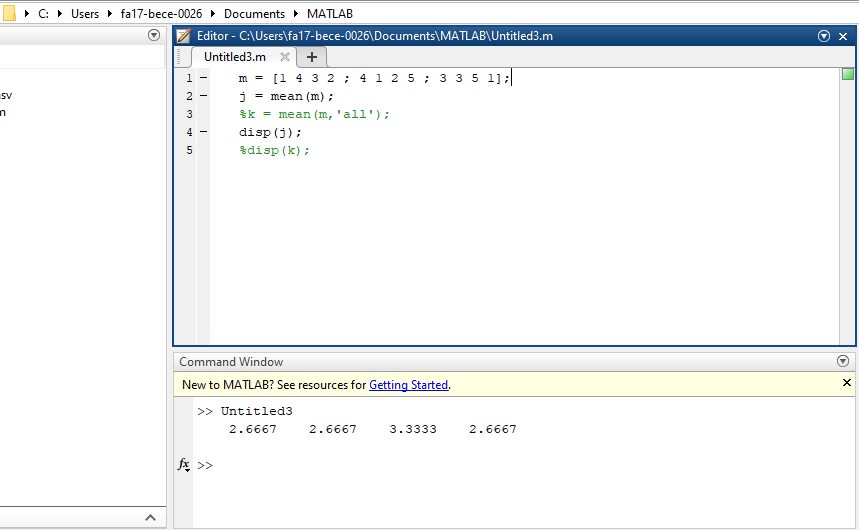 C: Users fa17-bece-0026 Documents MATLAB
Editor - C:\Users\fa17-bece-0026\Documents\MATLAB\Untitled3.m
Untitled3.m
1 m = [1 4 3 2 ; 4 1 2 5 ; 3 3 5 1];
2 j = mean(m);
3 %k = mean(m,'all');
4 disp(j);
5 %disp(k);
sv
m
Command Window
New to MATLAB? See resources for Getting Started.
>> Untitled3
2.6667 2.6667 3.3333 2.6667
fx >>